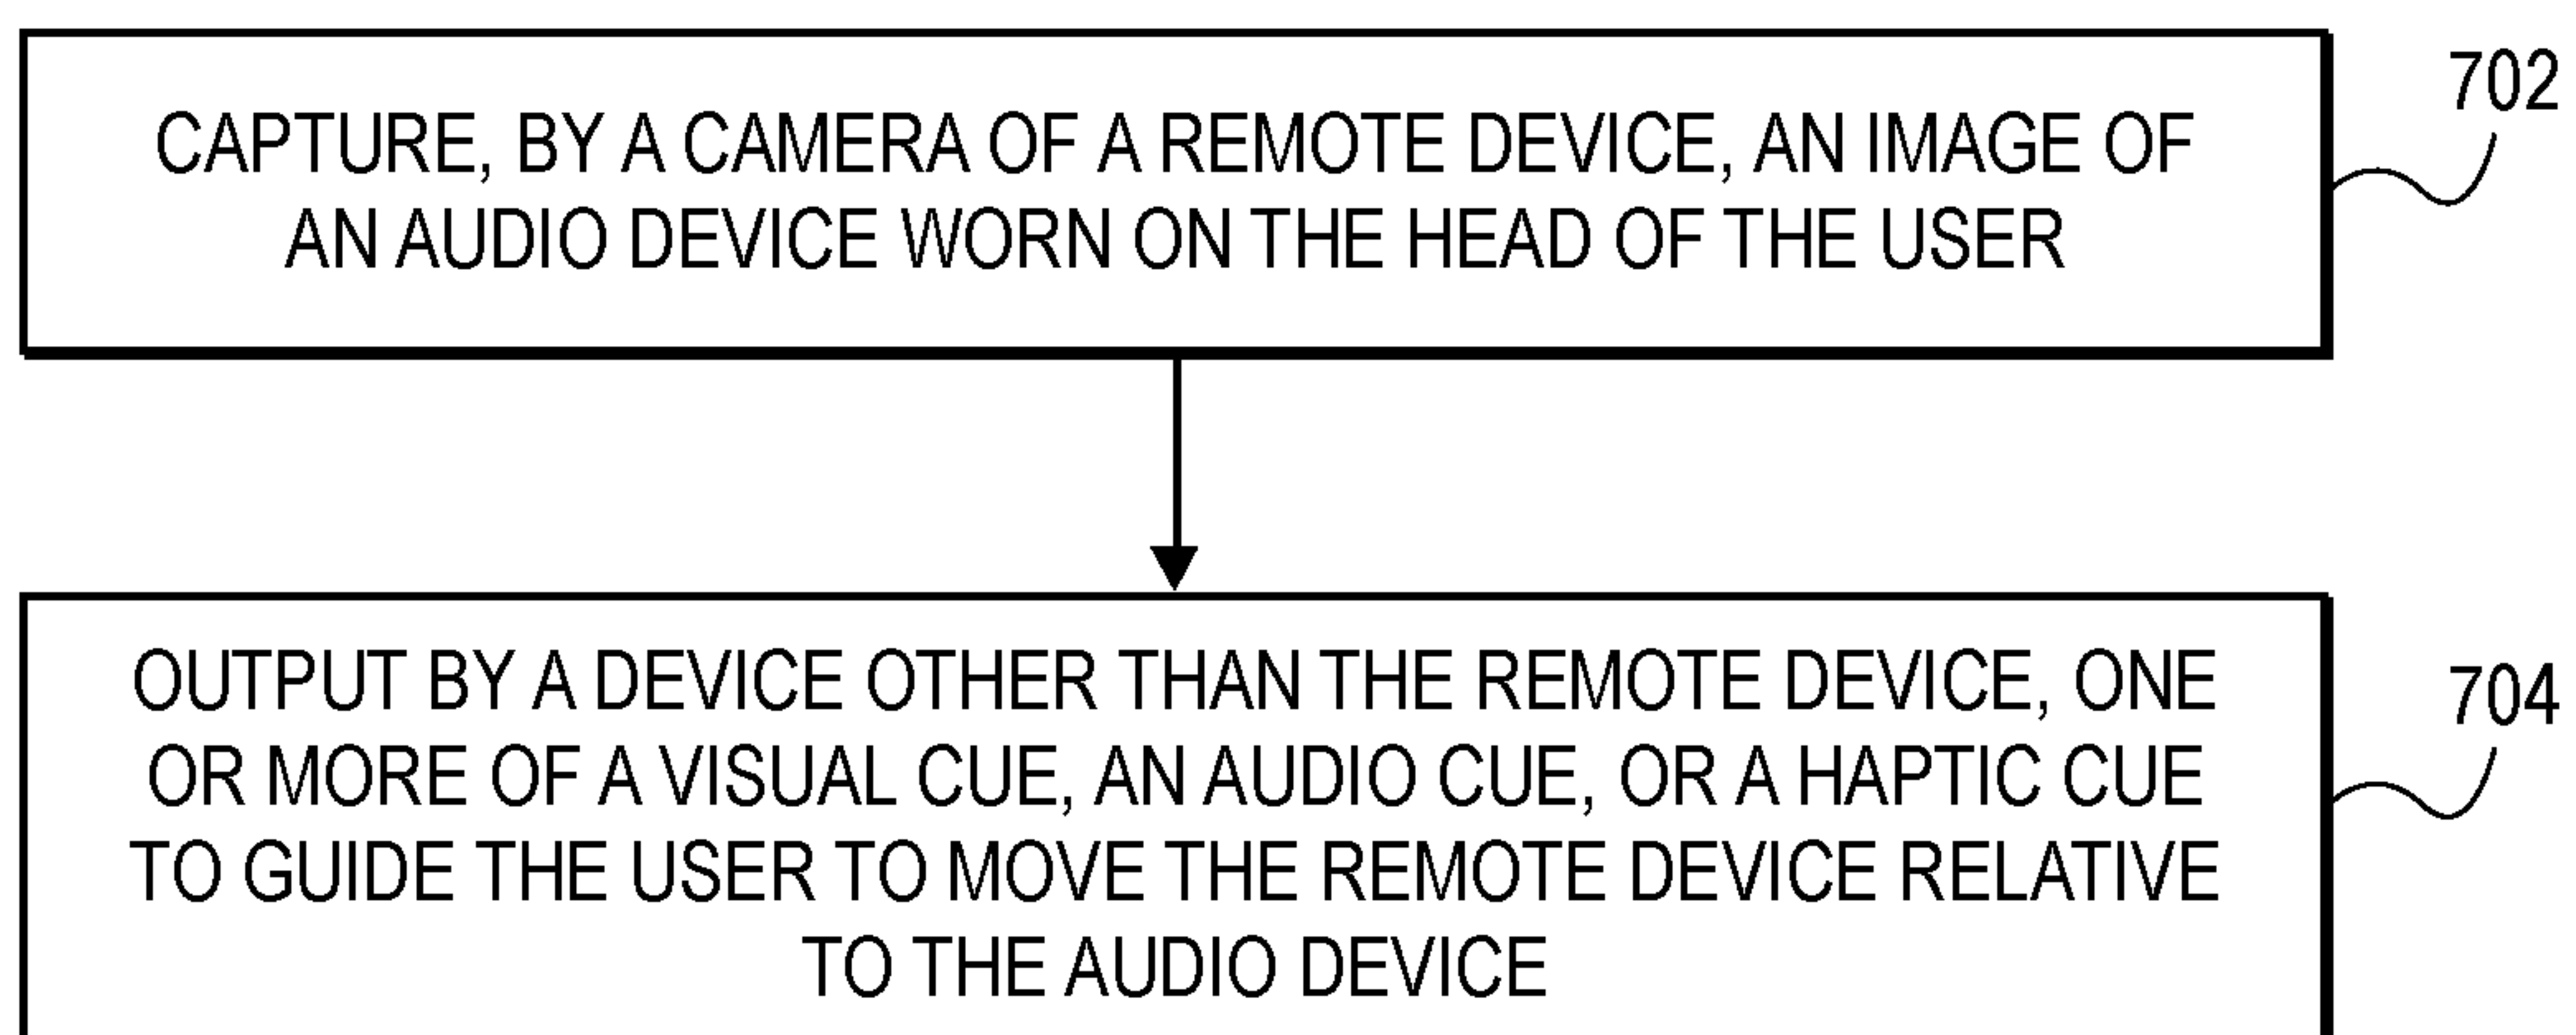 CAPTURE, BY A CAMERA OF A REMOTE DEVICE, AN IMAGE OF
AN AUDIO DEVICE WORN ON THE HEAD OF THE USER
702
OUTPUT BY A DEVICE OTHER THAN THE REMOTE DEVICE, ONE
OR MORE OF A VISUAL CUE, AN AUDIO CUE, OR A HAPTIC CUE
TO GUIDE THE USER TO MOVE THE REMOTE DEVICE RELATIVE
TO THE AUDIO DEVICE
704